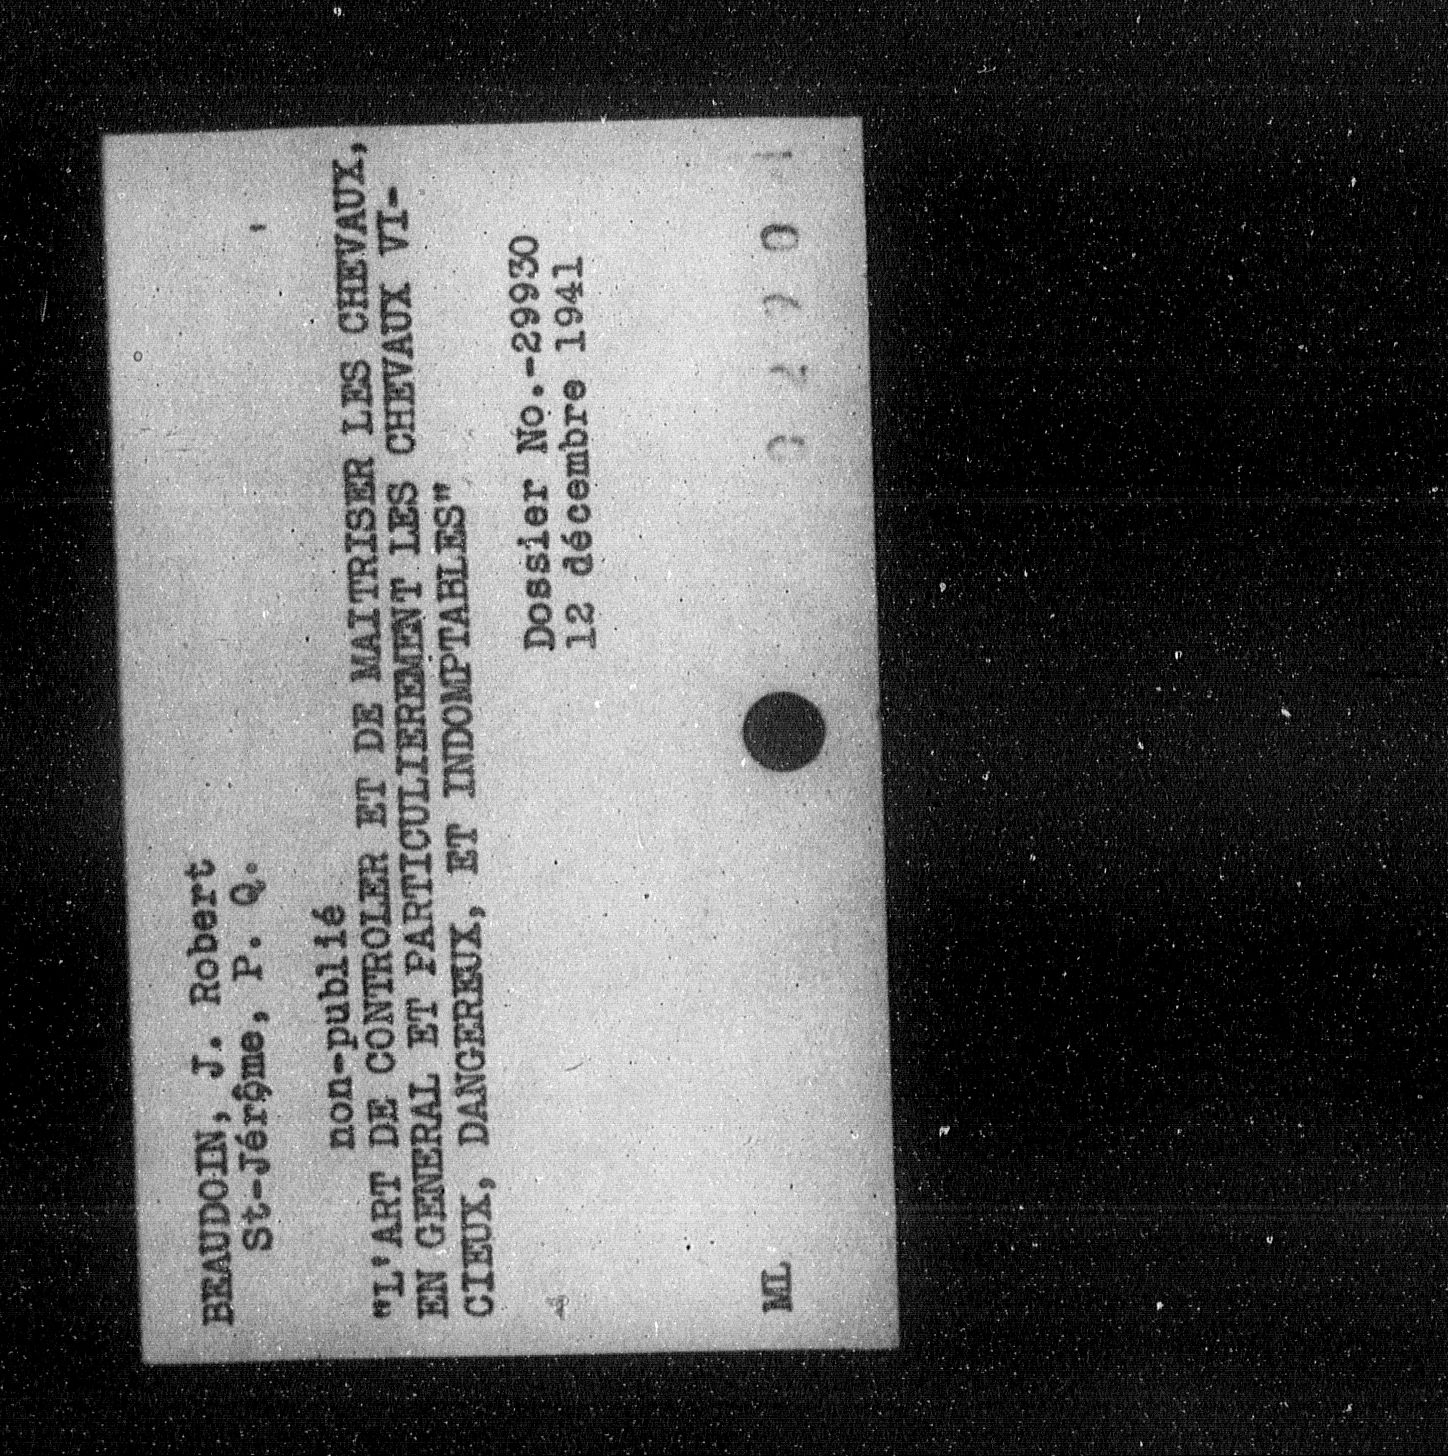 BEAUDOIN, J. Robert
St-Jérôme, P. Q.
non-publié
"L'ART DE CONTROLER ET DE MAITRISER LES CHEVAUX,
EN GENERAL ET PARTICULIEREMENT LES CHEVAUX VI-
CIEUX, DANGEREUX, ET INDOMPTABLES"
Dossier No.-29930
12 décembre 1941
ML